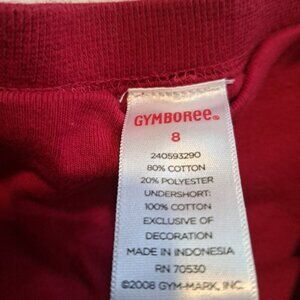 GYMBOREE®
8
240593290
80% COTTON
20% POLYESTER
UNDERSHORT:
100% COTTON
EXCLUSIVE OF
DECORATION
MADE IN INDONESIA
RN 70530
©2008 GYM-MARK, INC.